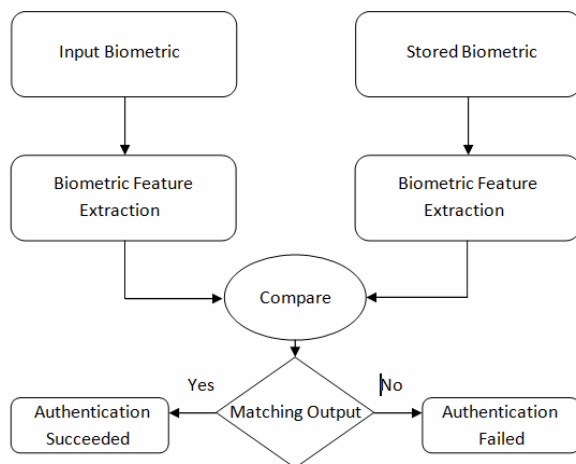 Input Biometric
Stored Biometric
Biometric Feature
Extraction
Biometric Feature
Extraction
Compare
Yes
No
Matching Output
Authentication
Succeeded
Authentication
Failed